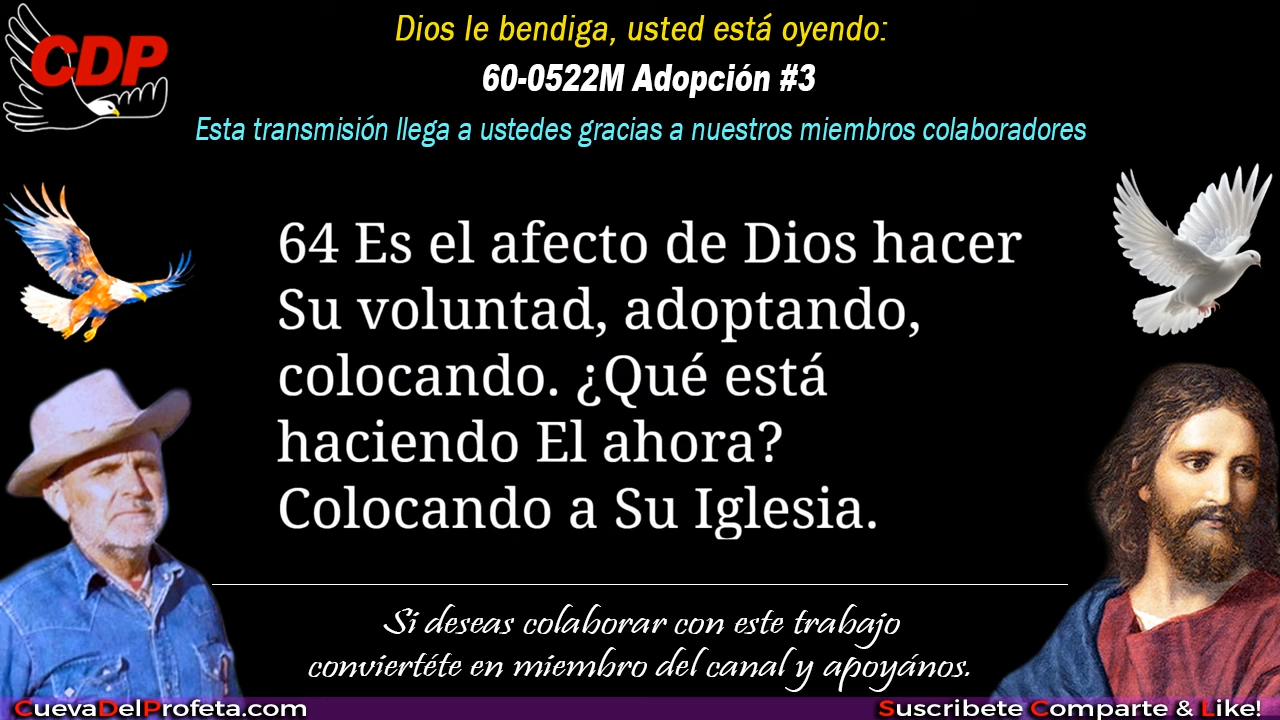 CDP
Dios le bendiga, usted está oyendo:
60-0522M Adopción #3
Esta transmisión llega a ustedes gracias a nuestros miembros colaboradores
64 Es el afecto de Dios hacer
Su voluntad, adoptando,
colocando. ¿Qué está
haciendo El ahora?
Colocando a Su Iglesia.
Si deseas colaborar con este trabajo
conviertéte en miembro del canal y apoyános.
CuevaDelProfeta.com
Suscribete Comparte & Like!